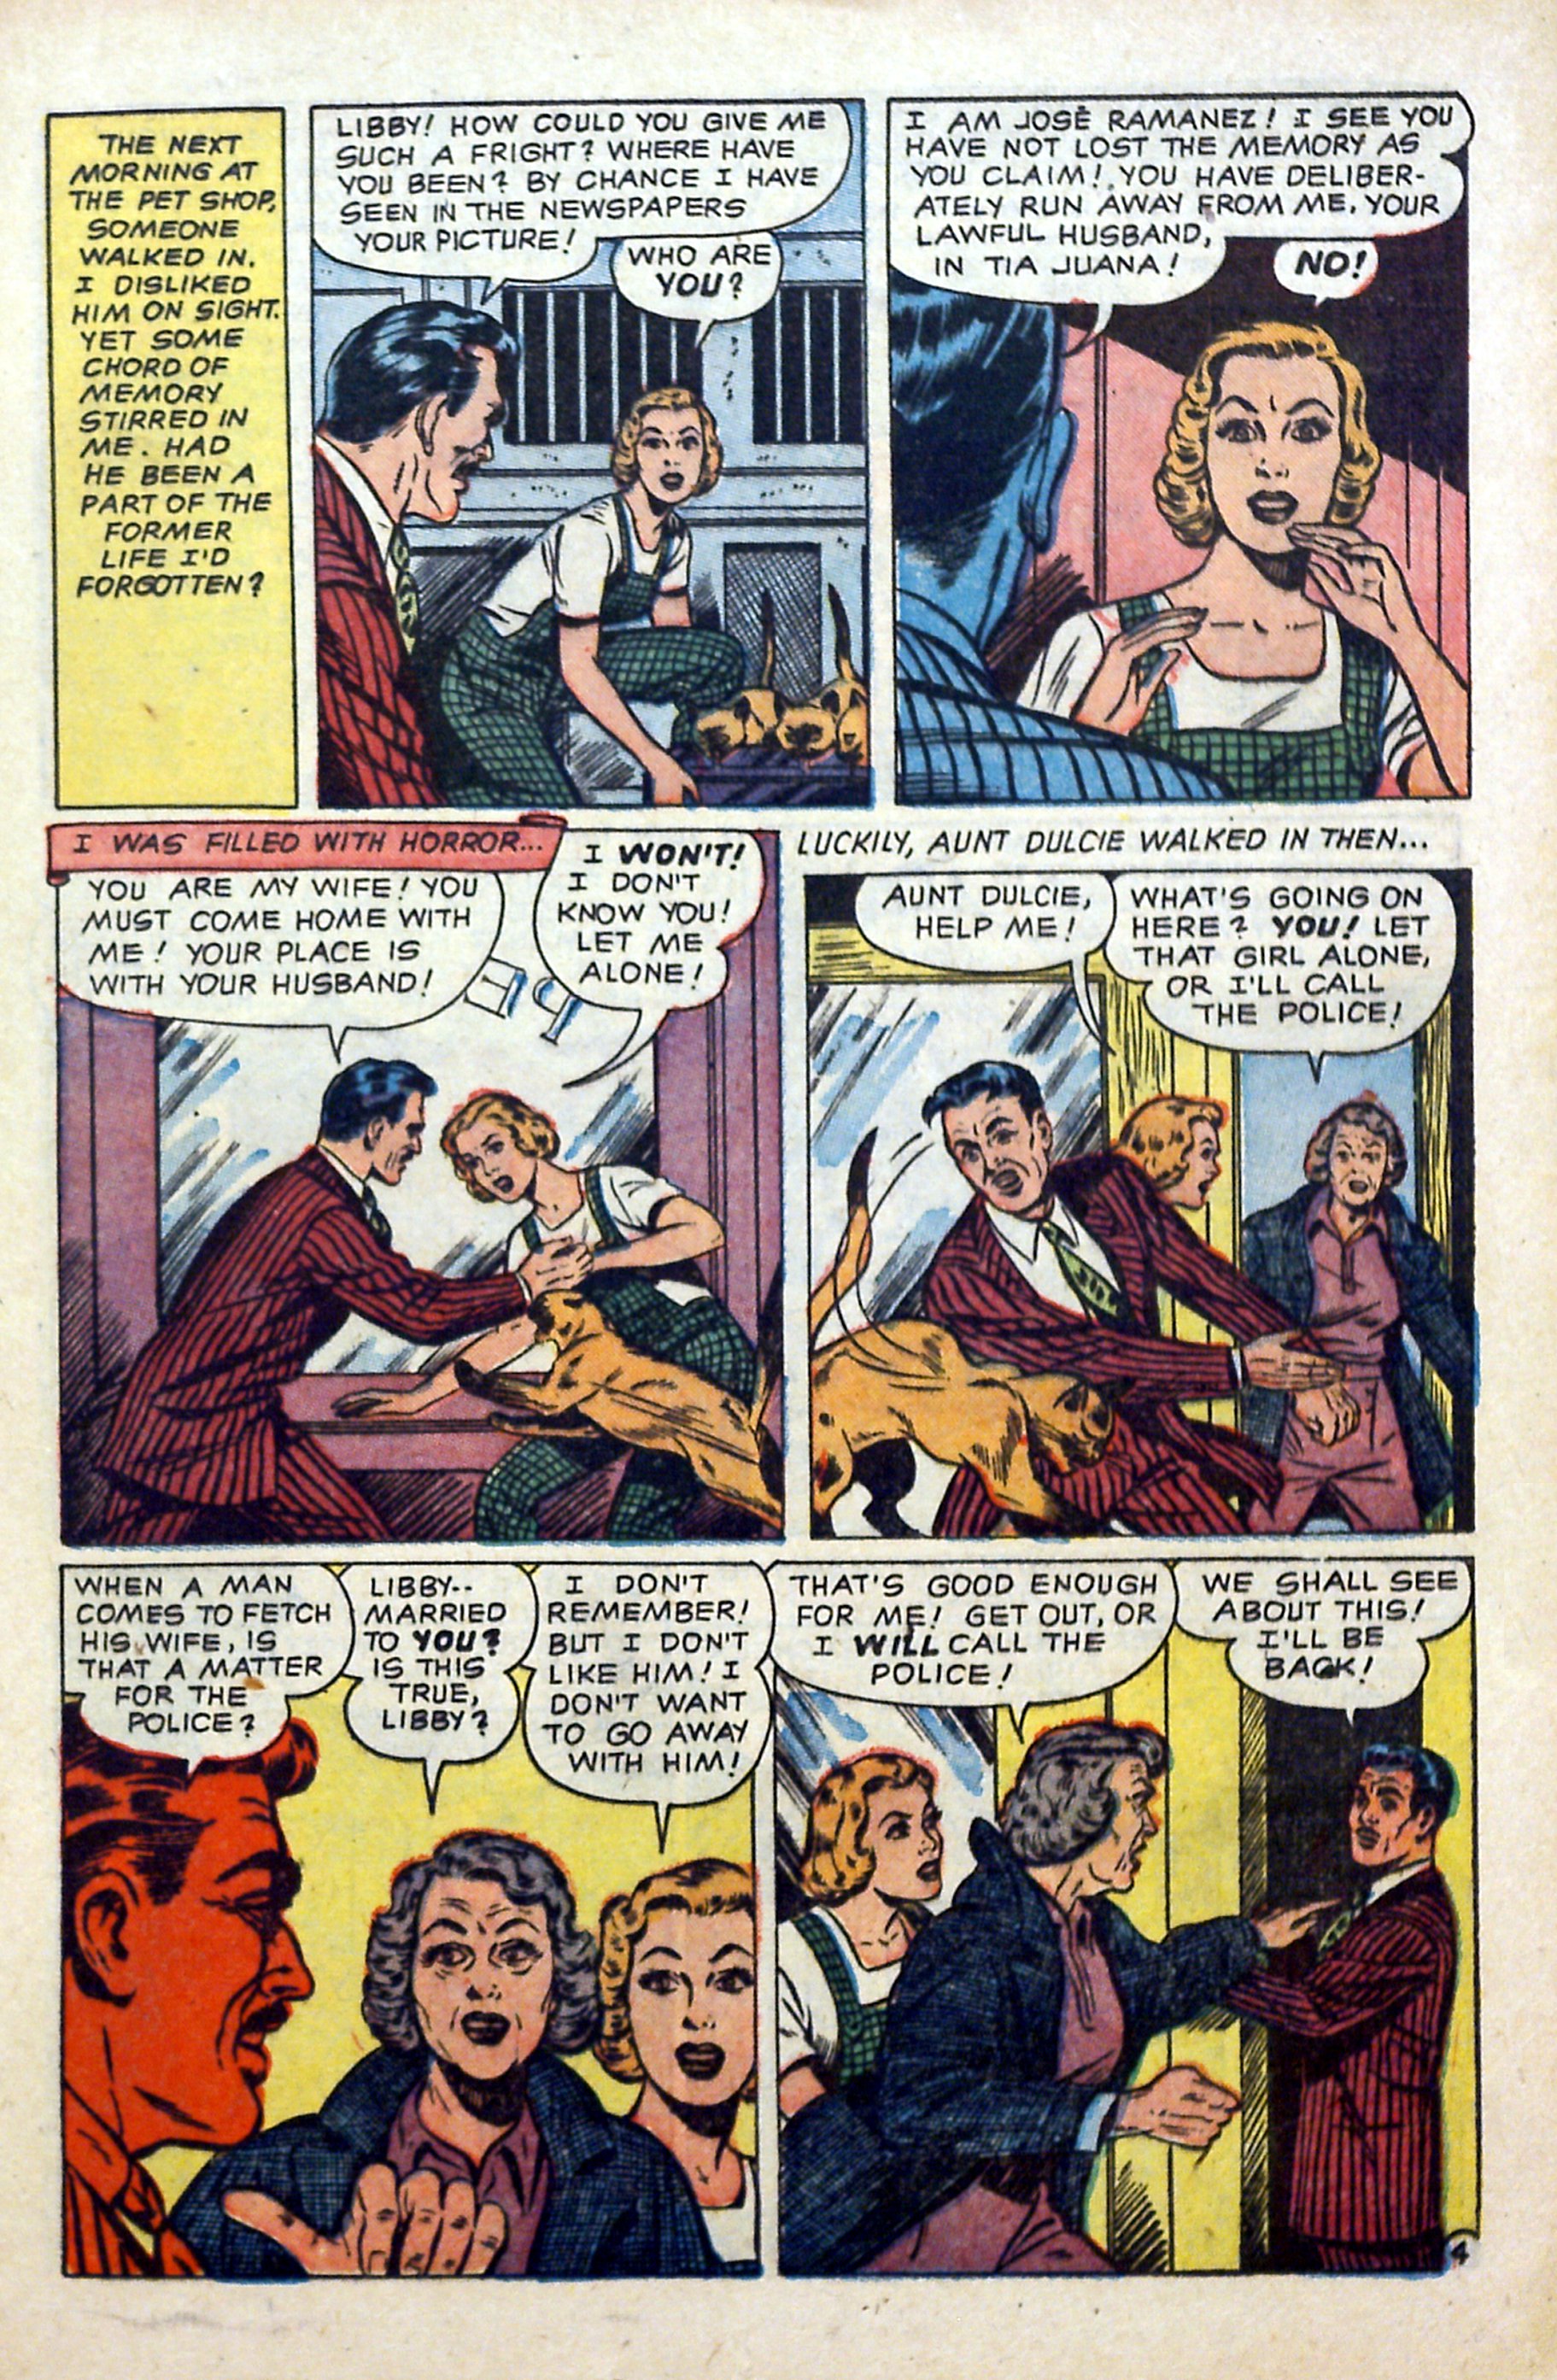 THE NEXT
MORNING AT
THE PET SHOP,
SOMEONE
WALKED IN.
I DISLIKED
HIM ON SIGHT.
YET SOME
CHORD OF
MEMORY
STIRRED IN
ME. HAD
HE BEEN A
PART OF THE
FORMER
LIFE I'D
FORGOTTEN?
LIBBY! HOW COULD YOU GIVE ME
SUCH A FRIGHT? WHERE HAVE
YOU BEEN? BY CHANCE I HAVE
SEEN IN THE NEWSPAPERS
YOUR PICTURE!
WHO ARE
YOU?
I AM JOSÉ RAMANEZ! I SEE YOU
HAVE NOT LOST THE MEMORY AS
YOU CLAIM! YOU HAVE DELIBER-
ATELY RUN AWAY FROM ME, YOUR
LAWFUL HUSBAND,
IN TIA JUANA!
NO!
I WAS FILLED WITH HORROR...
YOU ARE MY WIFE! YOU
MUST COME HOME WITH
ME! YOUR PLACE IS
WITH YOUR HUSBAND!
I WON'T!
I DON'T
KNOW YOU!
LET ME
ALONE!
LUCKILY, AUNT DULCIE WALKED IN THEN...
AUNT DULCIE,
HELP ME!
WHAT'S GOING ON
HERE? YOU! LET
THAT GIRL ALONE,
OR I'LL CALL
THE POLICE!
WHEN A MAN
COMES TO FETCH
HIS WIFE, IS
THAT A MATTER
FOR THE
POLICE?
LIBBY--
MARRIED
TO YOU?
IS THIS
TRUE,
LIBBY?
I DON'T
REMEMBER!
BUT I DON'T
LIKE HIM! I
DON'T WANT
TO GO AWAY
WITH HIM!
THAT'S GOOD ENOUGH
FOR ME! GET OUT, OR
I WILL CALL THE
POLICE!
WE SHALL SEE
ABOUT THIS!
I'LL BE
BACK!
4